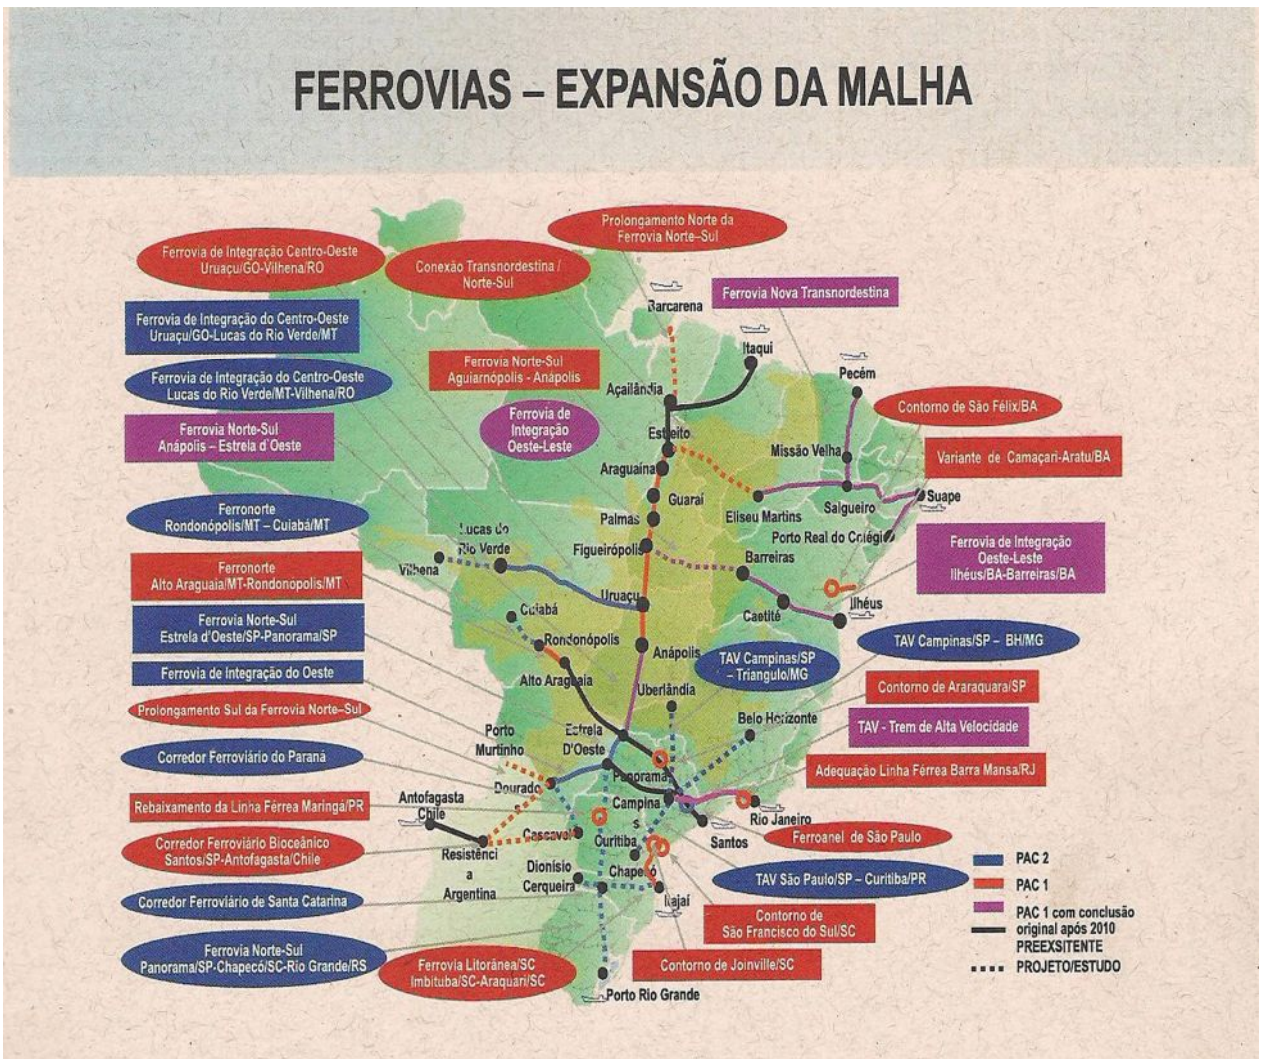 FERROVIAS – EXPANSÃO DA MALHA
Prolongamento Norte da
Ferrovia Norte–Sul
Ferrovia de Integração Centro-Oeste
Uruaçu/GO-Vilhena/RO
Conexão Transnordestina /
Norte-Sul
Ferrovia Nova Transnordestina
Ferrovia de Integração do Centro-Oeste
Uruaçu/GO-Lucas do Rio Verde/MT
Ferrovia Norte-Sul
Aguiarnópolis - Anápolis
Ferrovia de Integração do Centro-Oeste
Lucas do Rio Verde/MT-Vilhena/RO
Ferrovia de
Integração
Oeste-Leste
Contorno de São Félix/BA
Ferrovia Norte-Sul
Anápolis – Estrela d'Oeste
Variante de Camaçari-Aratu/BA
Ferronorte
Rondonópolis/MT – Cuiabá/MT
Ferrovia de Integração
Oeste-Leste
Ilhéus/BA-Barreiras/BA
Ferronorte
Alto Araguaia/MT-Rondonopolis/MT
Ferrovia Norte-Sul
Estrela d'Oeste/SP-Panorama/SP
TAV Campinas/SP
– Triangulo/MG
TAV Campinas/SP – BH/MG
Ferrovia de Integração do Oeste
Contorno de Araraquara/SP
Prolongamento Sul da Ferrovia Norte–Sul
TAV - Trem de Alta Velocidade
Corredor Ferroviário do Paraná
Adequação Linha Férrea Barra Mansa/RJ
Rebaixamento da Linha Férrea Maringá/PR
Ferroanel de São Paulo
Corredor Ferroviário Bioceânico
Santos/SP-Antofagasta/Chile
TAV São Paulo/SP – Curitiba/PR
Corredor Ferroviário de Santa Catarina
Contorno de
São Francisco do Sul/SC
Ferrovia Norte-Sul
Panorama/SP-Chapecó/SC-Rio Grande/RS
Ferrovia Litorânea/SC
Imbituba/SC-Araquari/SC
Contorno de Joinville/SC
Barcarena
Itaqui
Pecém
Açailândia
Estreito
Araguaína
Missão Velha
Guaraí
Palmas
Eliseu Martins
Salgueiro
Suape
Figueirópolis
Porto Real do Colégio
Barreiras
Lucas do
Rio Verde
Vilhena
Uruaçu
Caetité
Ilhéus
Cuiabá
Rondonópolis
Anápolis
Alto Araguaia
Uberlândia
Belo Horizonte
Porto
Murtinho
Estrela
D'Oeste
Panorama
Dourado
s
Campina
s
Antofagasta
Chile
Rio Janeiro
Santos
Cascavel
Curitiba
Resistênci
a
Argentina
Dionísio
Cerqueira
Chapecó
Itajaí
Porto Rio Grande
PAC 2
PAC 1
PAC 1 com conclusão
original após 2010
PREEXSITENTE
PROJETO/ESTUDO